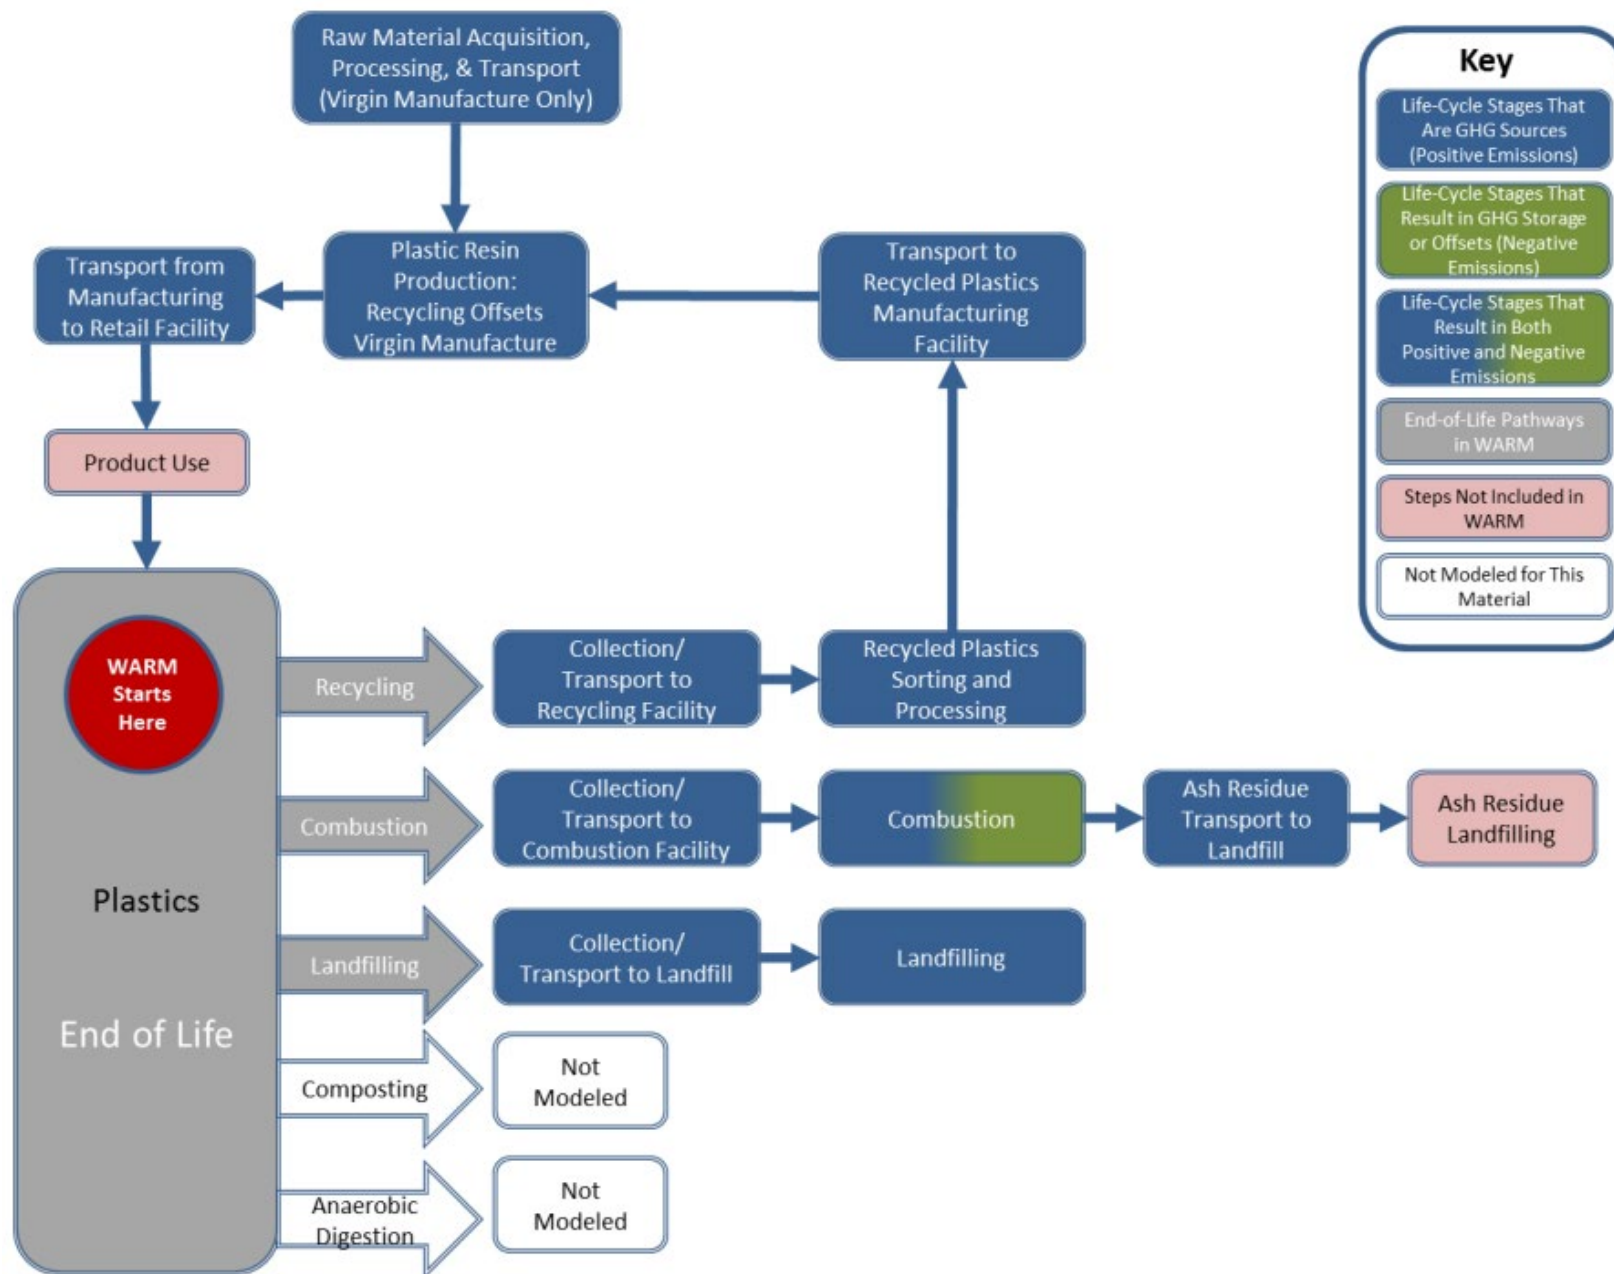 Raw Material Acquisition,
Processing, & Transport
(Virgin Manufacture Only)
Transport from
Manufacturing
to Retail Facility
Plastic Resin
Production:
Recycling Offsets
Virgin Manufacture
Transport to
Recycled Plastics
Manufacturing
Facility
Product Use
WARM
Starts
Here
Plastics
End of Life
Recycling
Collection/
Transport to
Recycling Facility
Recycled Plastics
Sorting and
Processing
Combustion
Collection/
Transport to
Combustion Facility
Combustion
Ash Residue
Transport to
Landfill
Ash Residue
Landfilling
Landfilling
Collection/
Transport to Landfill
Landfilling
Composting
Not
Modeled
Anaerobic
Digestion
Not
Modeled
Key
Life-Cycle Stages That
Are GHG Sources
(Positive Emissions)
Life-Cycle Stages That
Result in GHG Storage
or Offsets (Negative
Emissions)
Life-Cycle Stages That
Result in Both
Positive and Negative
Emissions
End-of-Life Pathways
in WARM
Steps Not Included in
WARM
Not Modeled for This
Material